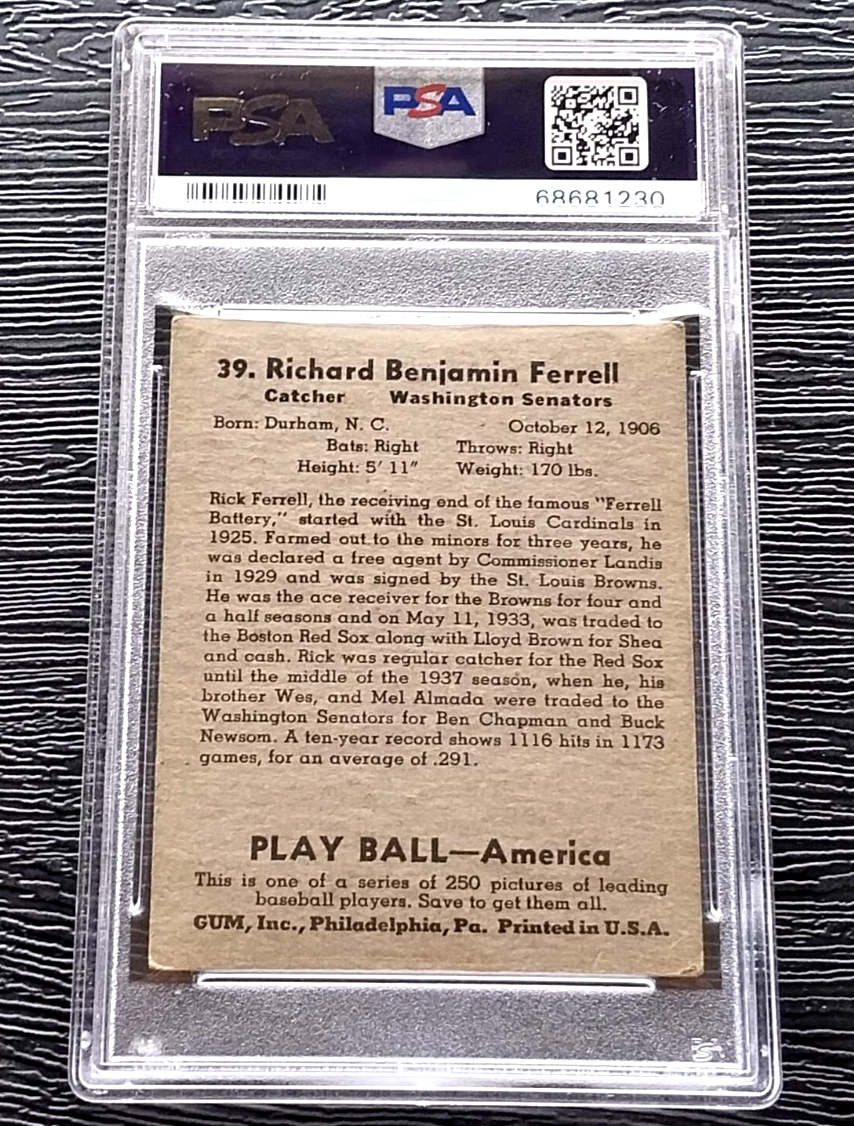 PSA PSA
68681230
39. Richard Benjamin Ferrell
Catcher Washington Senators
Born: Durham, N. C. October 12, 1906
Bats: Right Throws: Right
Height: 5' 11" Weight: 170 lbs.
Rick Ferrell, the receiving end of the famous "Ferrell
Battery," started with the St. Louis Cardinals in
1925. Farmed out to the minors for three years, he
was declared a free agent by Commissioner Landis
in 1929 and was signed by the St. Louis Browns.
He was the ace receiver for the Browns for four and
a half seasons and on May 11, 1933, was traded to
the Boston Red Sox along with Lloyd Brown for Shea
and cash. Rick was regular catcher for the Red Sox
until the middle of the 1937 season, when he, his
brother Wes, and Mel Almada were traded to the
Washington Senators for Ben Chapman and Buck
Newsom. A ten-year record shows 1116 hits in 1173
games, for an average of .291.
PLAY BALL—America
This is one of a series of 250 pictures of leading
baseball players. Save to get them all.
GUM, Inc., Philadelphia, Pa. Printed in U.S.A.